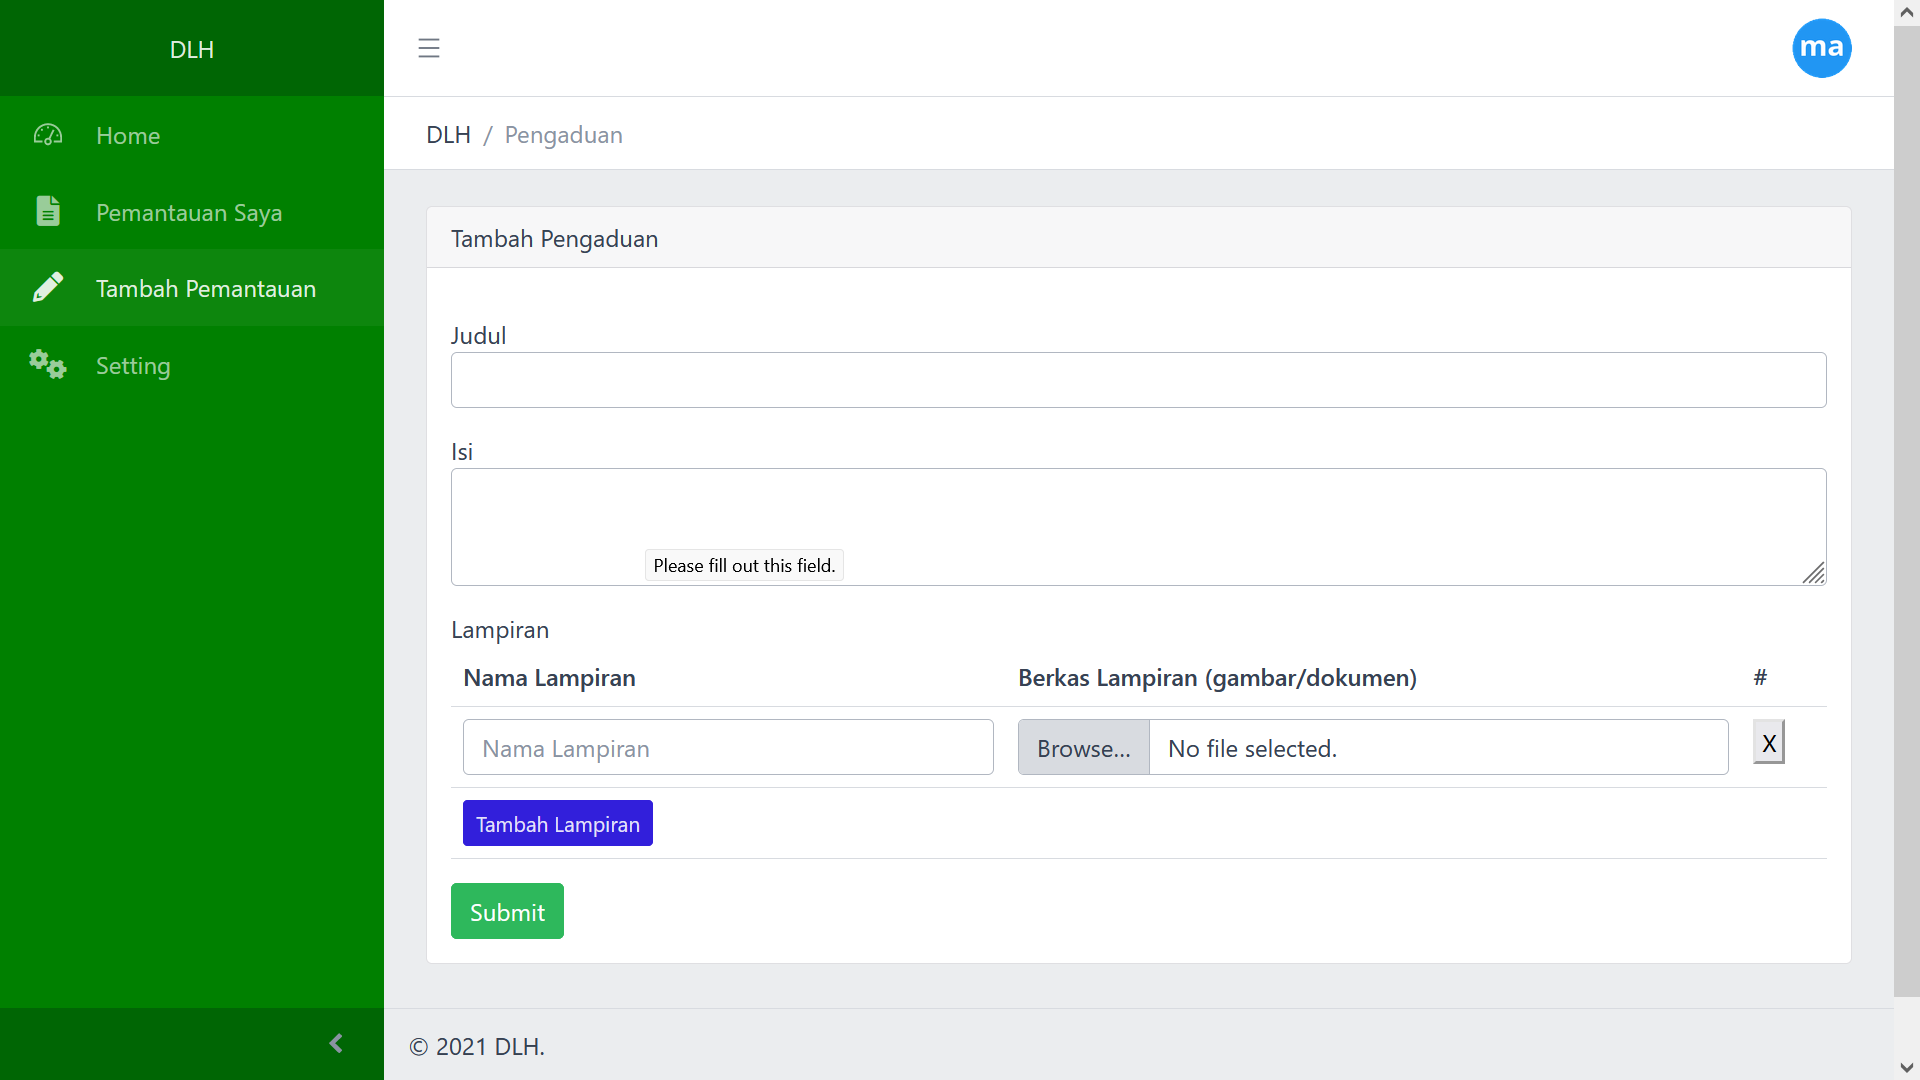 DLH
Home
Pemantauan Saya
Tambah Pemantauan
Setting
ma
DLH / Pengaduan
Tambah Pengaduan
Judul
Isi
Please fill out this field.
Lampiran
Nama Lampiran Berkas Lampiran (gambar/dokumen) #
Nama Lampiran Browse... No file selected. X
Tambah Lampiran
Submit
© 2021 DLH.